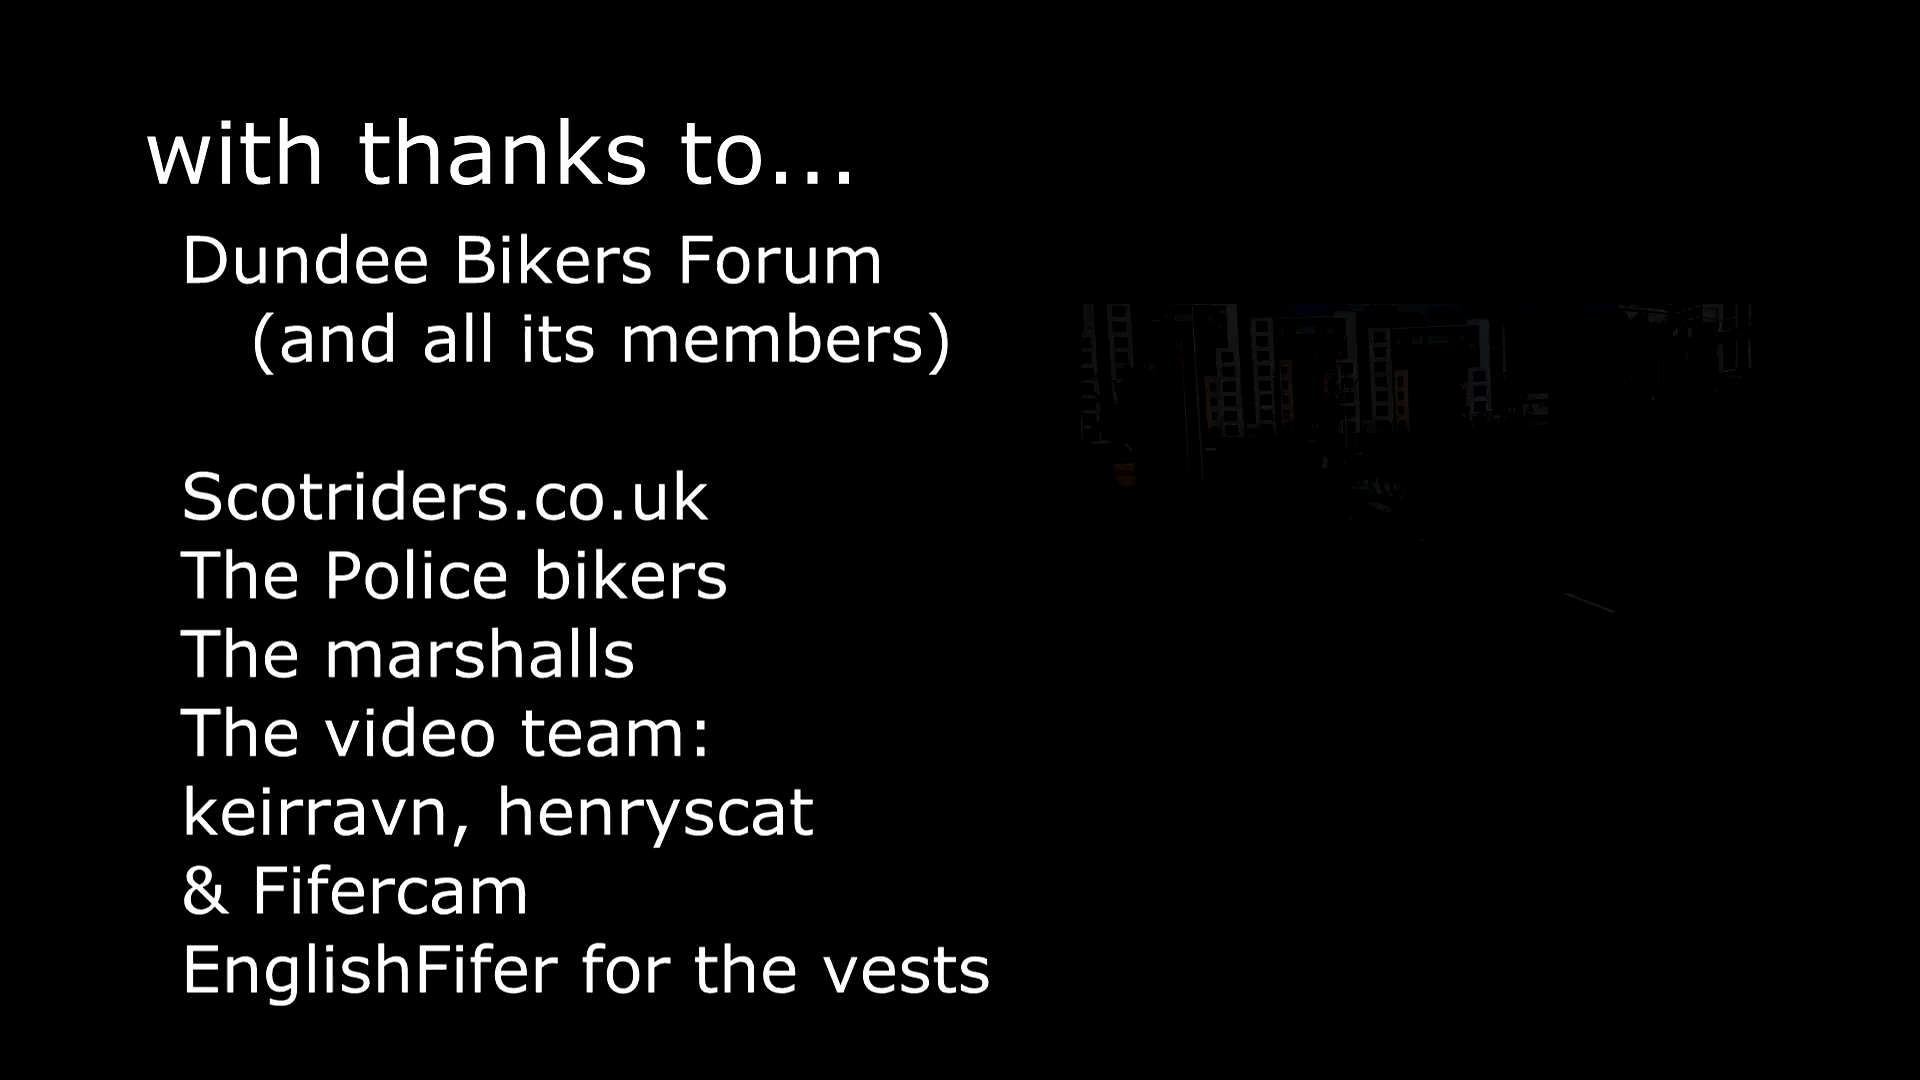 with thanks to...
Dundee Bikers Forum
(and all its members)
Scotriders.co.uk
The Police bikers
The marshalls
The video team:
keirravn, henryscat
& Fifercam
EnglishFifer for the vests